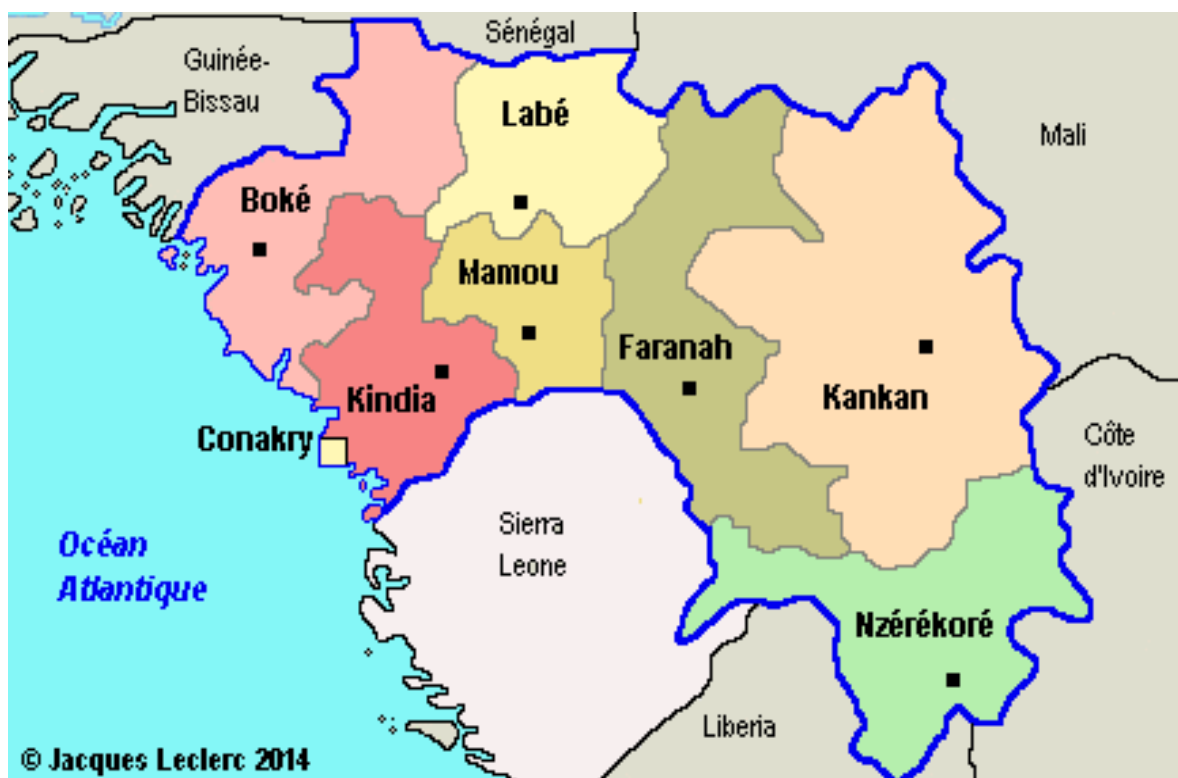 Sénégal
Guinée-
Bissau
Labé
Mali
Boké
Mamou
Faranah
Kindia
Kankan
Conakry
Côte
d'Ivoire
Sierra
Leone
Océan
Atlantique
Nzérékoré
Liberia
© Jacques Leclerc 2014